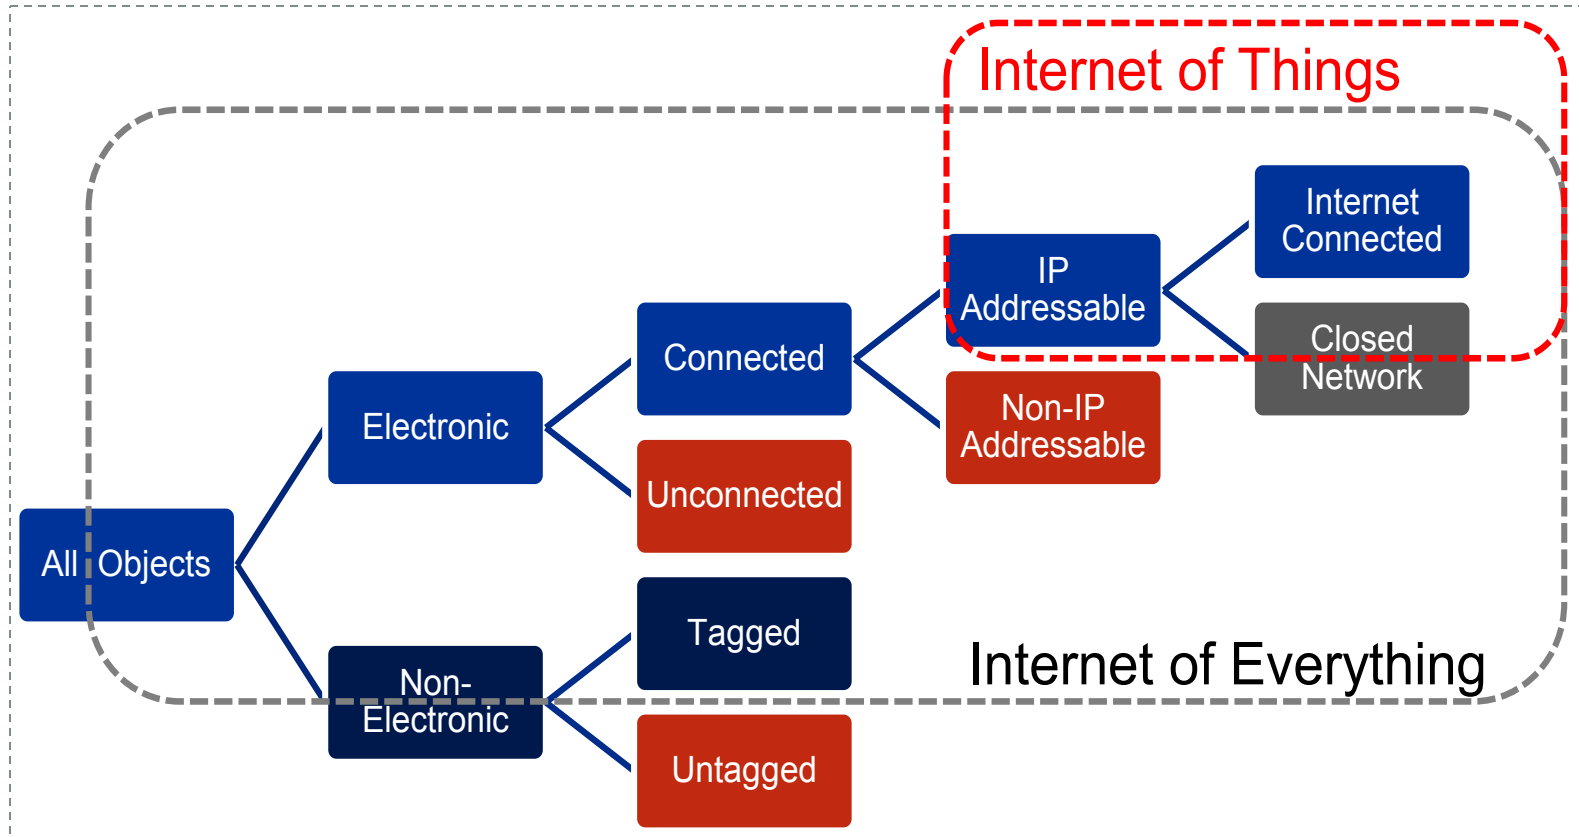 Internet of Things
Internet
Connected
IP
Addressable
Closed
Network
Connected
Non-IP
Addressable
Electronic
Unconnected
All Objects
Tagged
Non-
Electronic
Internet of Everything
Untagged